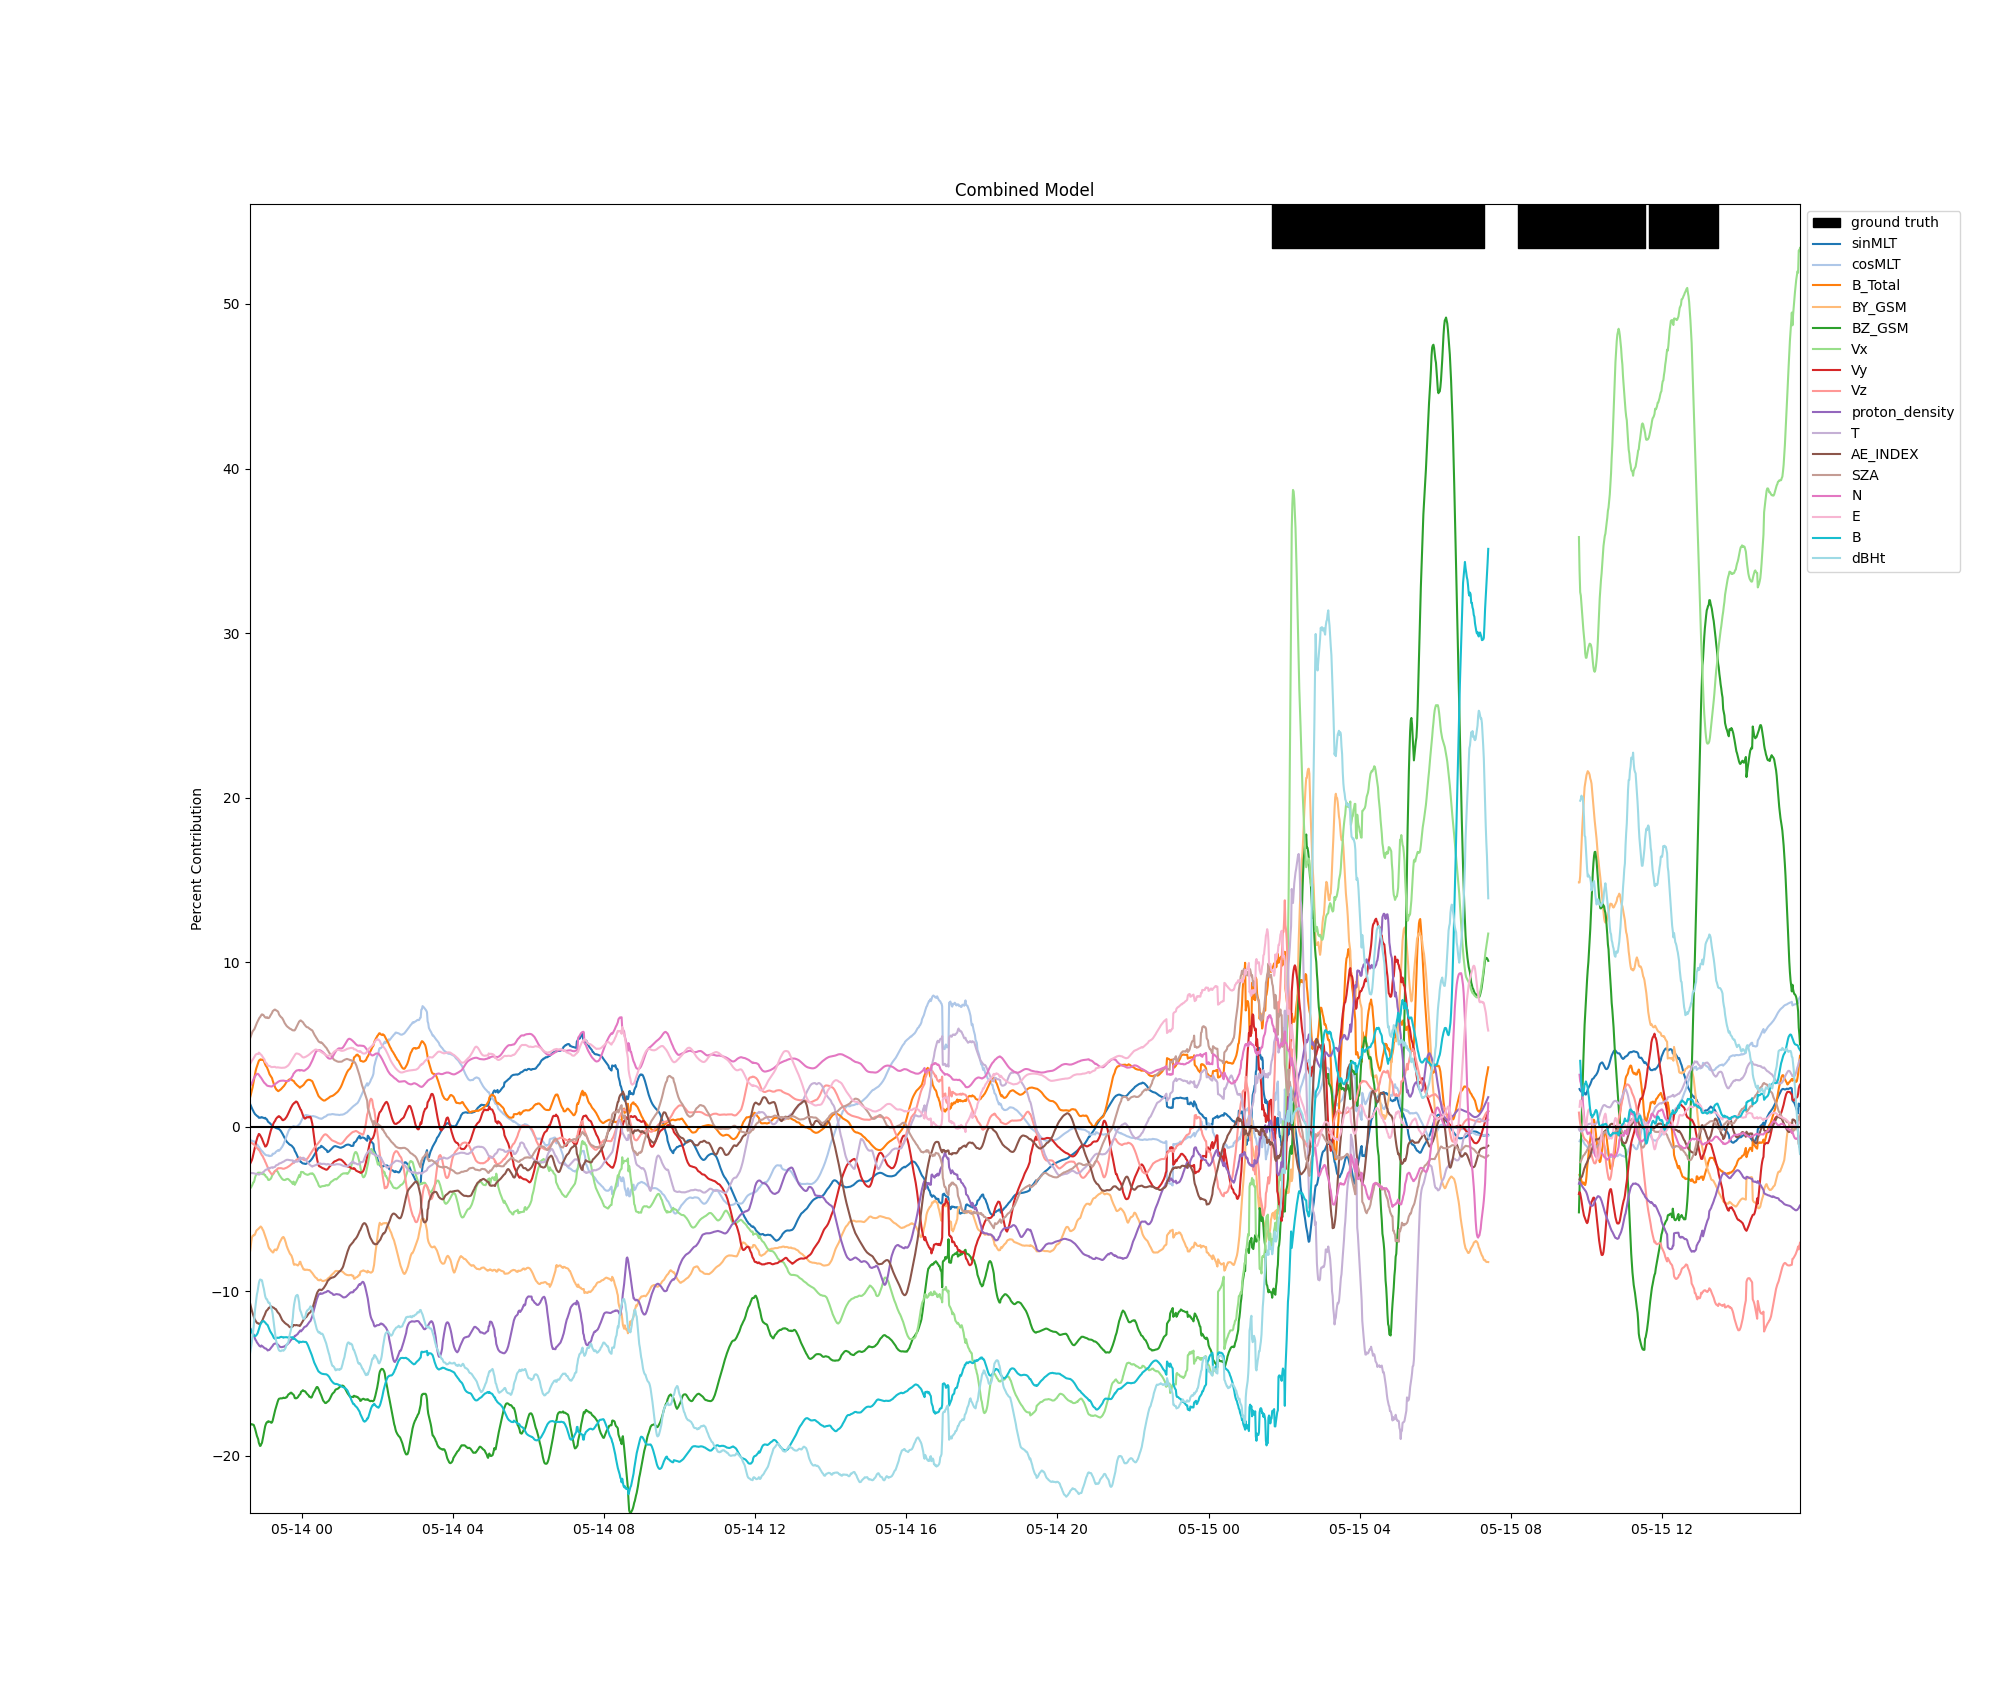 Combined Model
Percent Contribution
50
40
30
20
10
0
−10
−20
05-14 00
05-14 04
05-14 08
05-14 12
05-14 16
05-14 20
05-15 00
05-15 04
05-15 08
05-15 12
ground truth
sinMLT
cosMLT
B_Total
BY_GSM
BZ_GSM
Vx
Vy
Vz
proton_density
T
AE_INDEX
SZA
N
E
B
dBHt